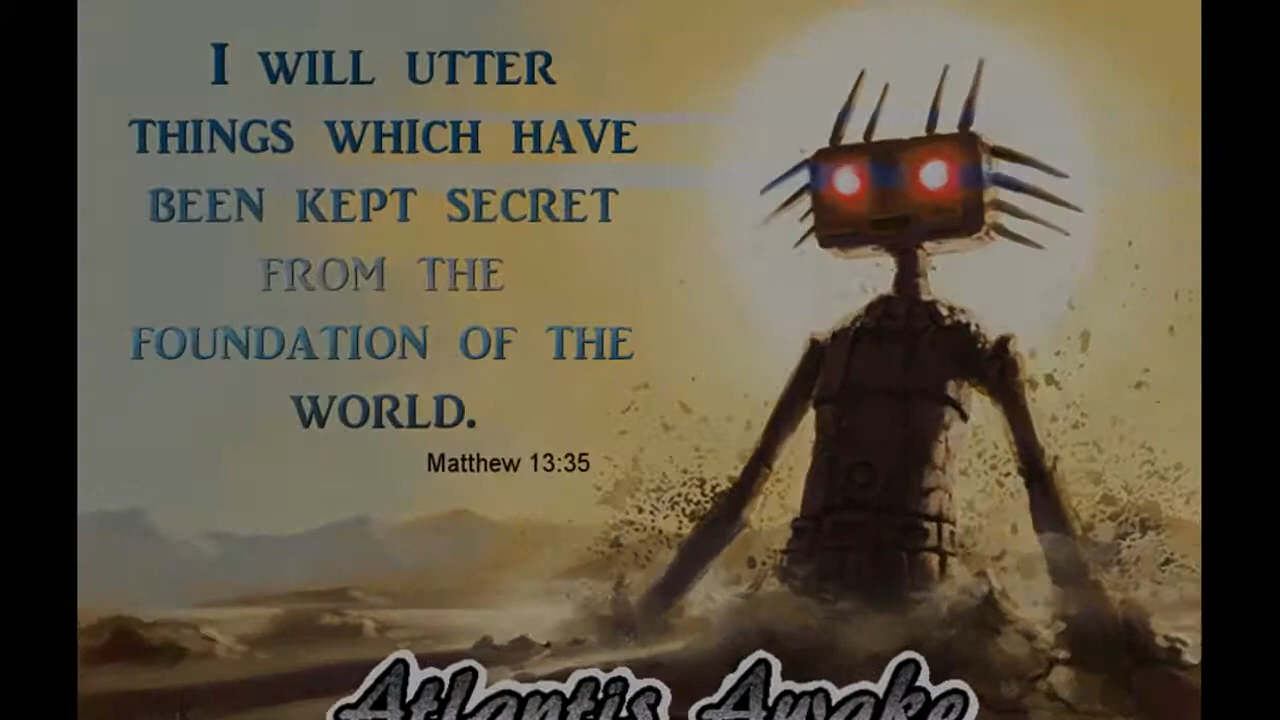 I WILL UTTER
THINGS WHICH HAVE
BEEN KEPT SECRET
FROM THE
FOUNDATION OF THE
WORLD.
Matthew 13:35
Atlantis Awake